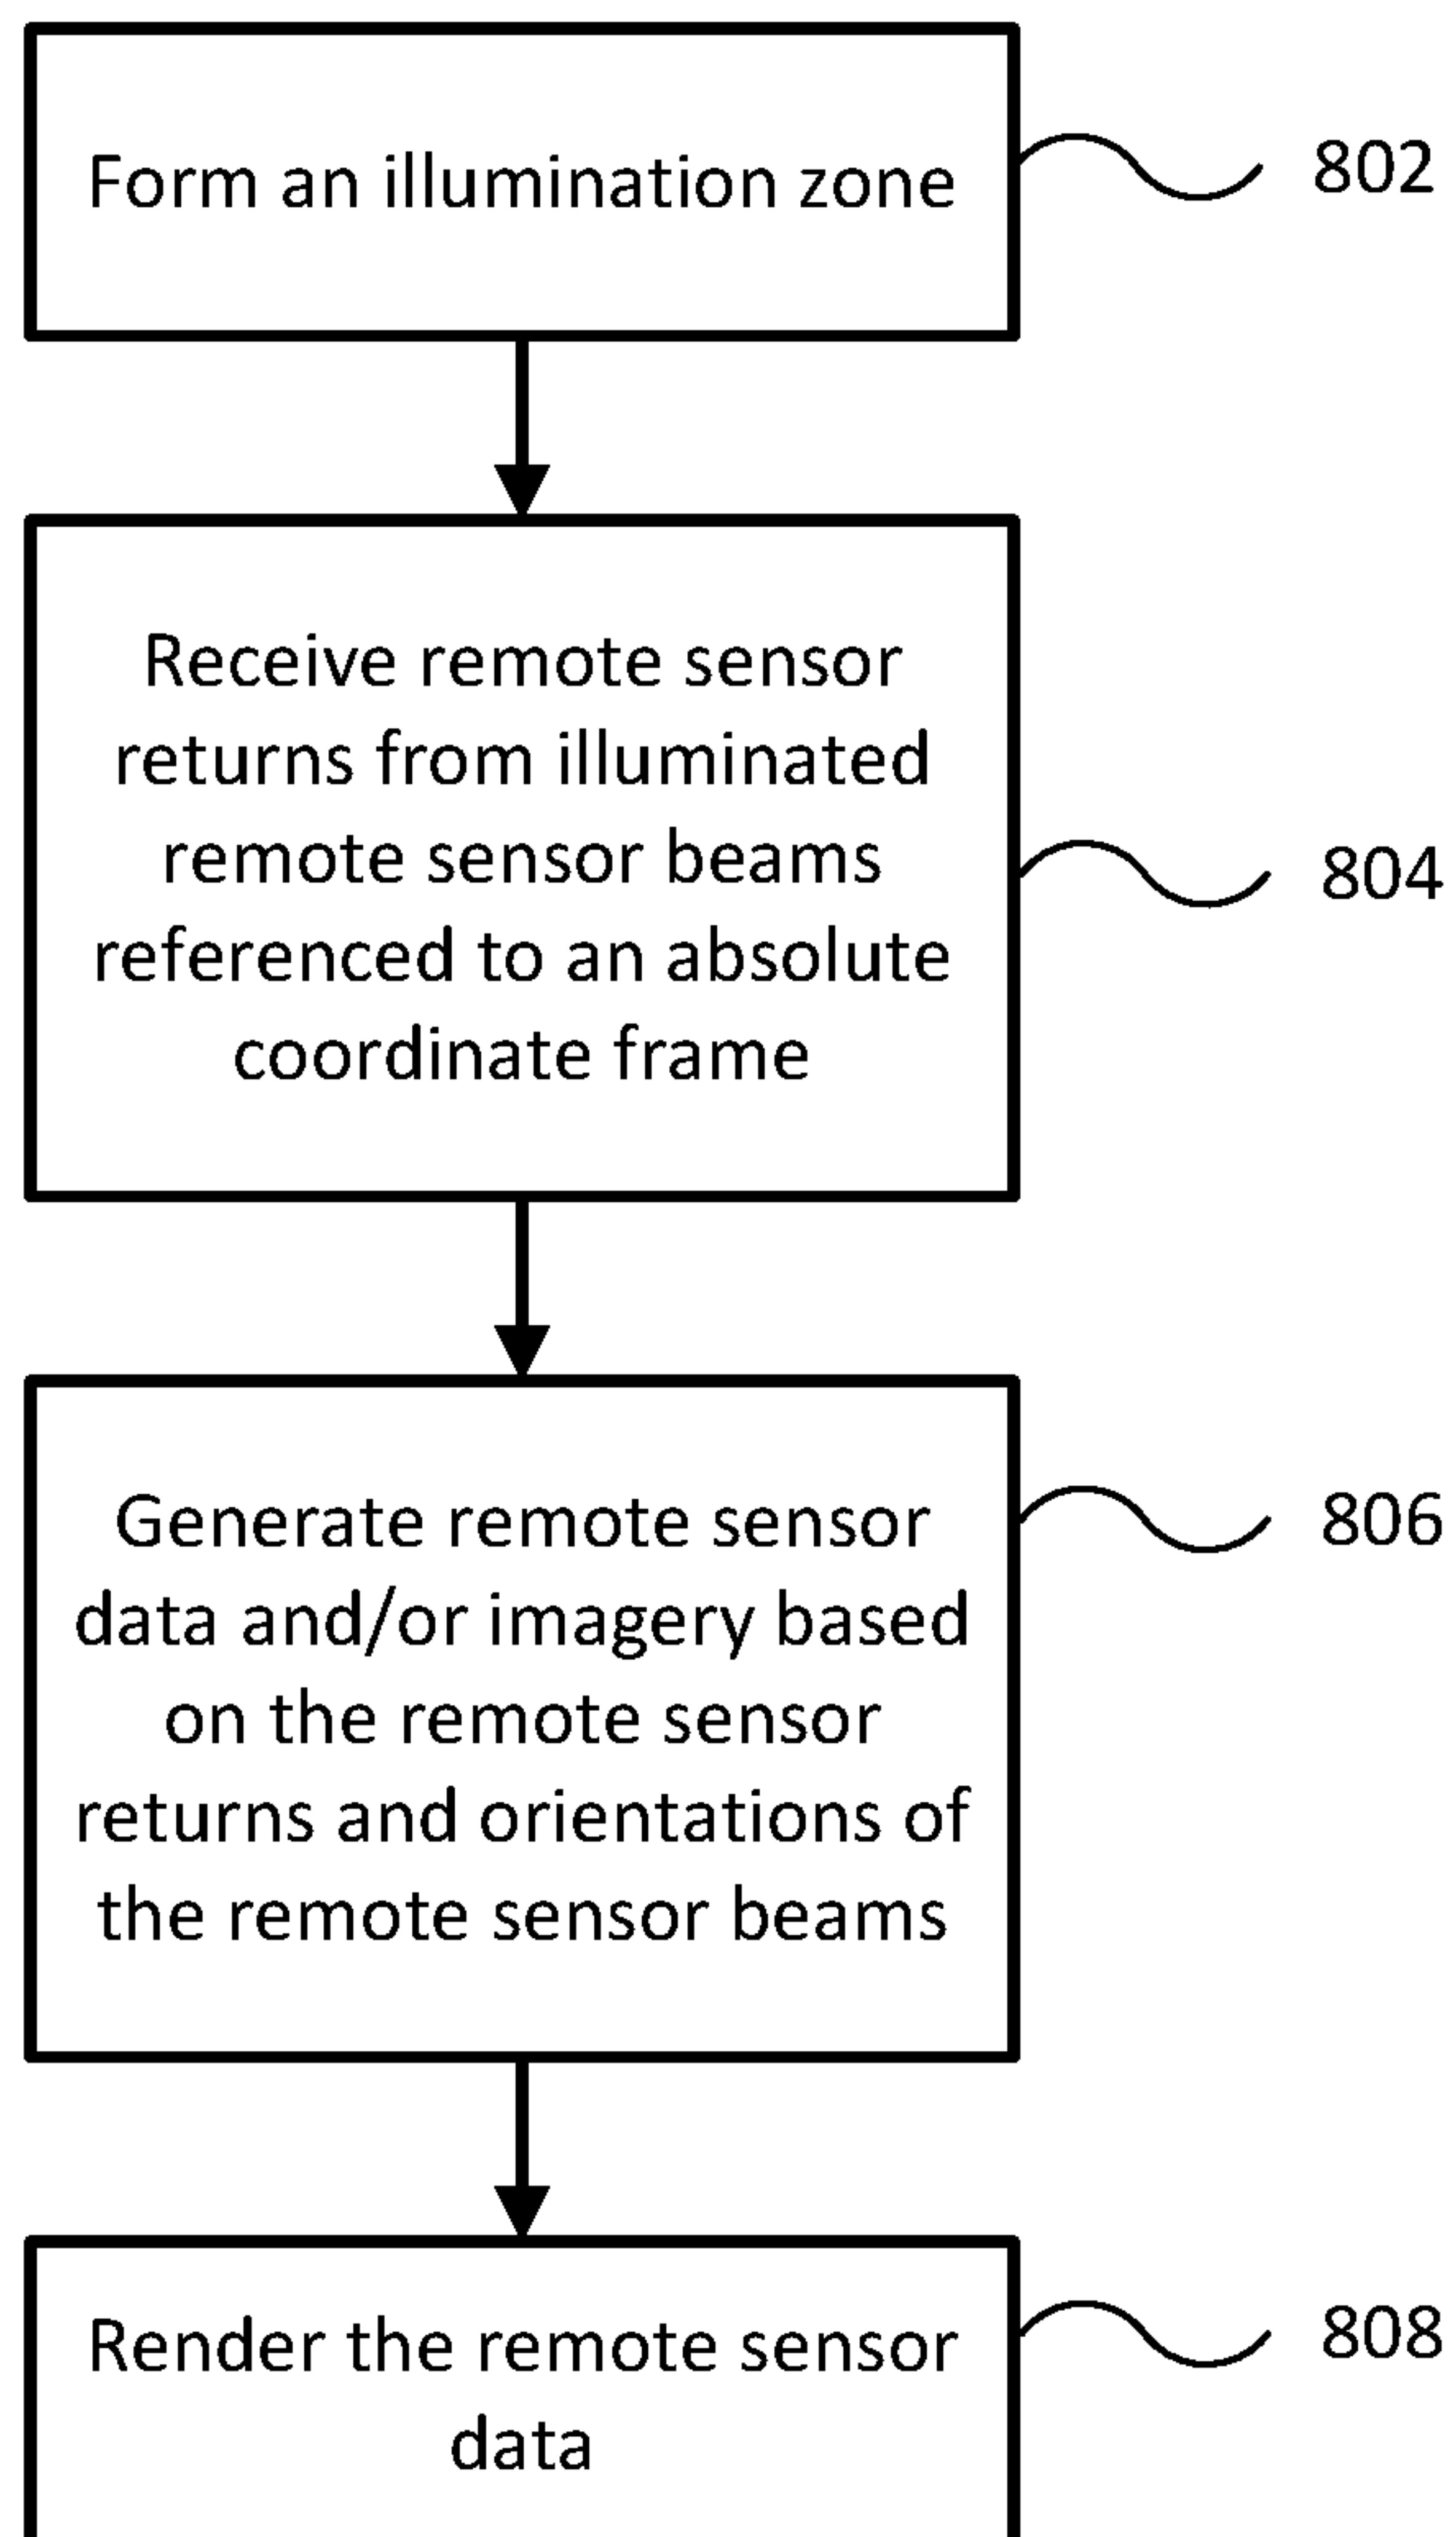 Form an illumination zone
802
Receive remote sensor
returns from illuminated
remote sensor beams
referenced to an absolute
coordinate frame
804
Generate remote sensor
data and/or imagery based
on the remote sensor
returns and orientations of
the remote sensor beams
806
Render the remote sensor
data
808